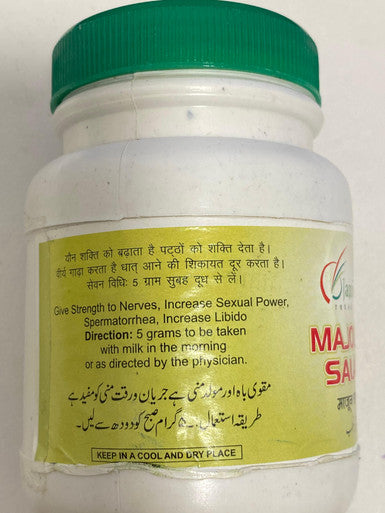 यौन शक्ति को बढ़ाता है पट्ठों को शक्ति देता है।
वीर्य गाढ़ा करता है धात् आने की शिकायत दूर करता है।
सेवन विधिः 5 ग्राम सुबह दूध से लें।
Give Strength to Nerves, Increase Sexual Power,
Spermatorrhea, Increase Libido
Direction: 5 grams to be taken
with milk in the morning
or as directed by the physician.
مقوی باہ اور مولد منی ہے جریان ورقت منی کو مفید ہے
طریقہ استعمال۔ ۵ گرام صبح کو دودھ سے لیں۔
KEEP IN A COOL AND DRY PLACE